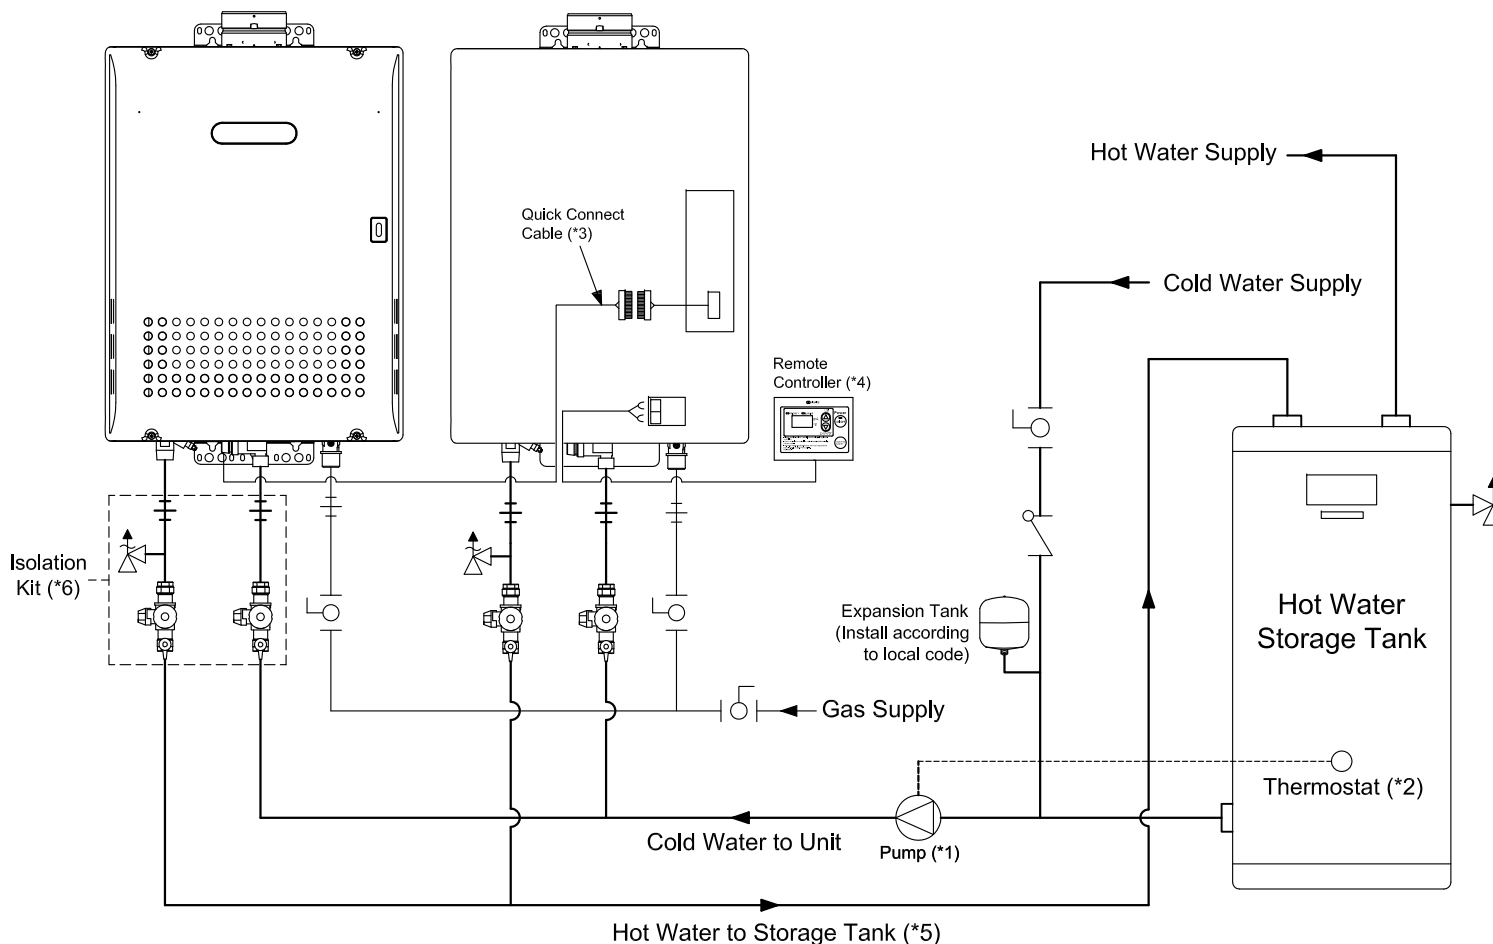 Hot Water Supply
Quick Connect
Cable (*3)
Cold Water Supply
Remote
Controller (*4)
Isolation
Kit (*6)
Expansion Tank
(Install according
to local code)
Hot Water
Storage Tank
Gas Supply
Thermostat (*2)
Cold Water to Unit
Pump (*1)
Hot Water to Storage Tank (*5)